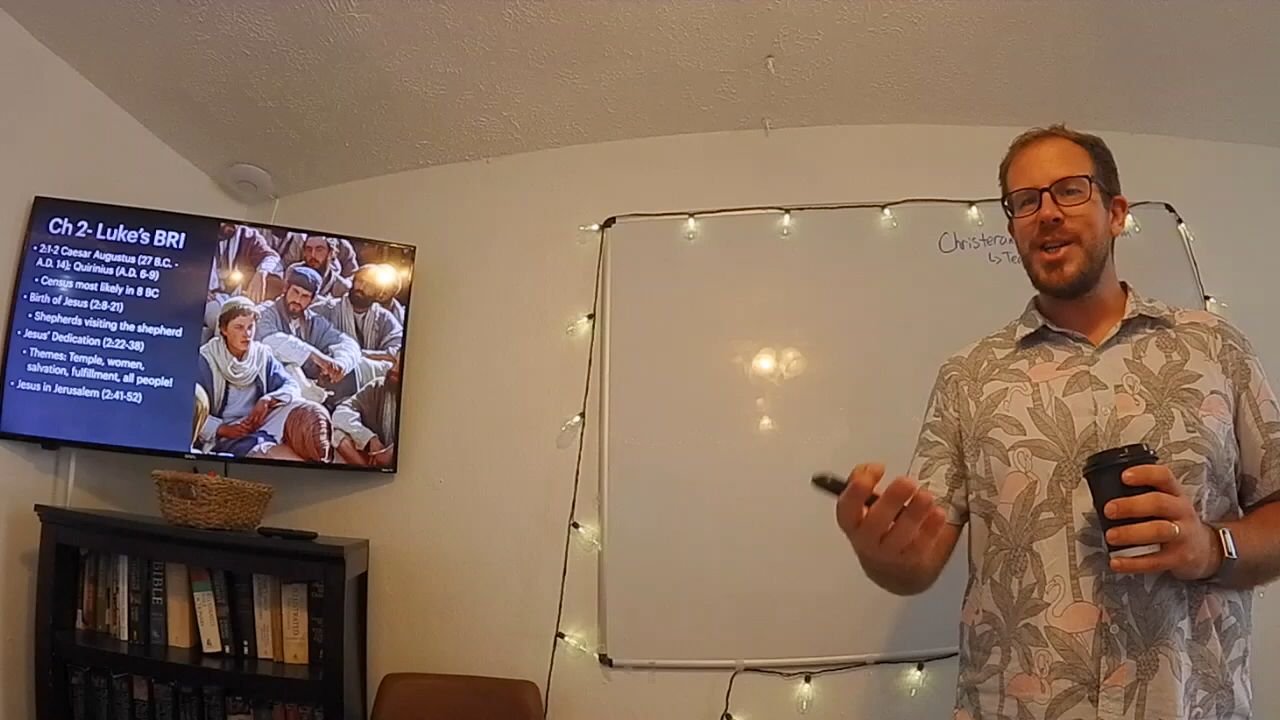 Ch 2- Luke's BRI
• 2:1-2 Caesar Augustus (27 B.C. -
A.D. 14); Quirinius (A.D. 6-9)
• Census most likely in 8 BC
• Birth of Jesus (2:8-21)
• Shepherds visiting the shepherd
• Jesus' Dedication (2:22-38)
• Themes: Temple, women,
salvation, fulfillment, all people!
• Jesus in Jerusalem (2:41-52)
BIBLE